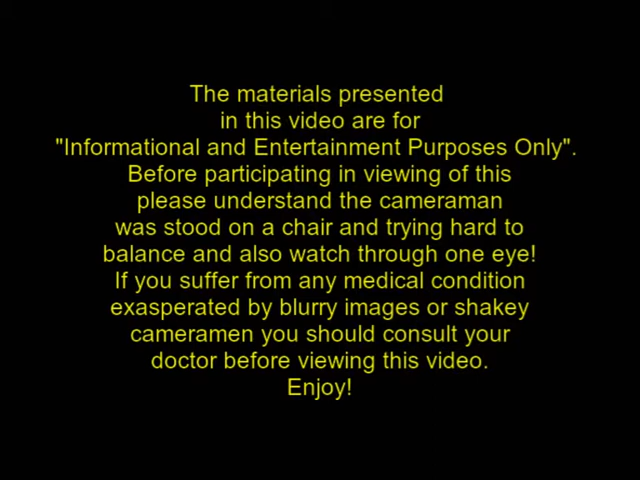 The materials presented
in this video are for
"Informational and Entertainment Purposes Only".
Before participating in viewing of this
please understand the cameraman
was stood on a chair and trying hard to
balance and also watch through one eye!
If you suffer from any medical condition
exasperated by blurry images or shakey
cameramen you should consult your
doctor before viewing this video.
Enjoy!